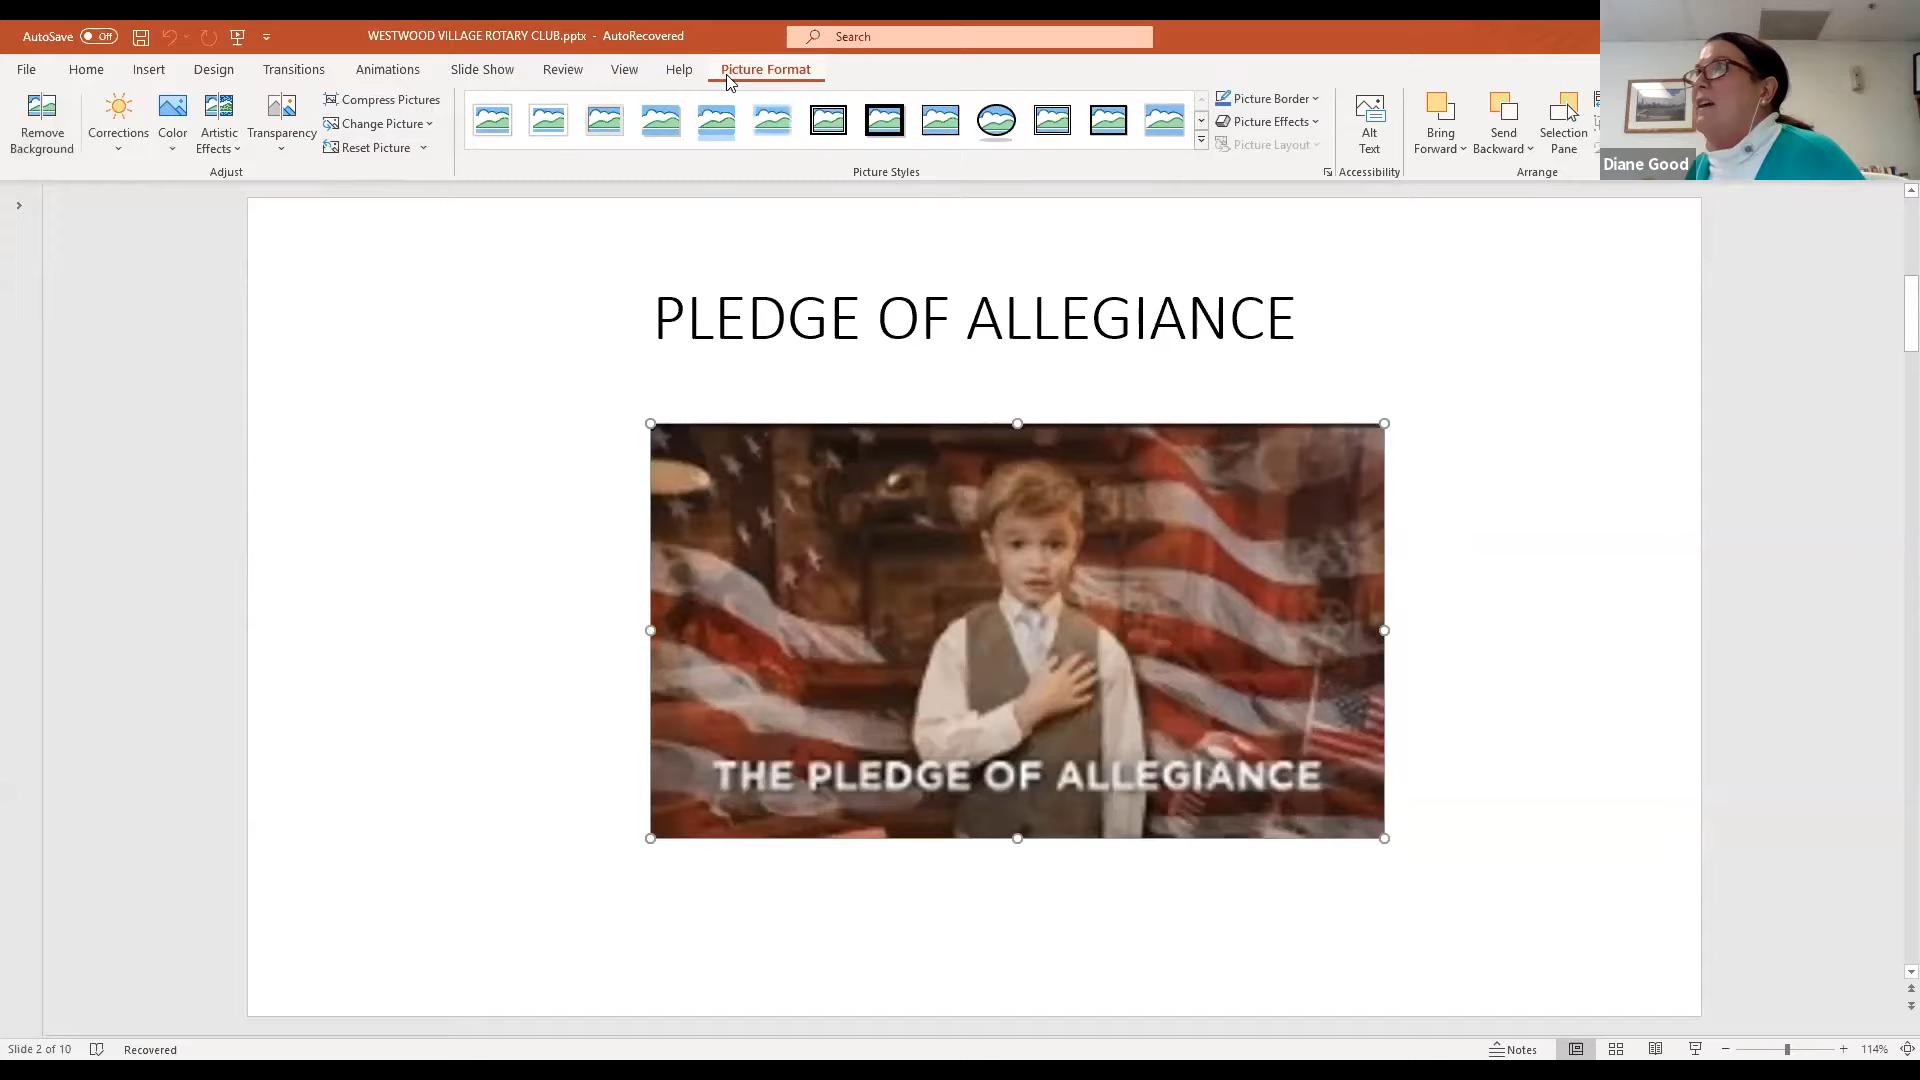 AutoSave Off
WESTWOOD VILLAGE ROTARY CLUB.pptx - AutoRecovered
Search
File Home Insert Design Transitions Animations Slide Show Review View Help Picture Format
Remove Background
Corrections
Color
Artistic Effects
Transparency
Compress Pictures
Change Picture
Reset Picture
Adjust
Picture Styles
Picture Border
Picture Effects
Picture Layout
Alt Text
Accessibility
Bring Forward
Send Backward
Selection Pane
Arrange
Diane Good
PLEDGE OF ALLEGIANCE
THE PLEDGE OF ALLEGIANCE
Slide 2 of 10
Recovered
Notes
114%